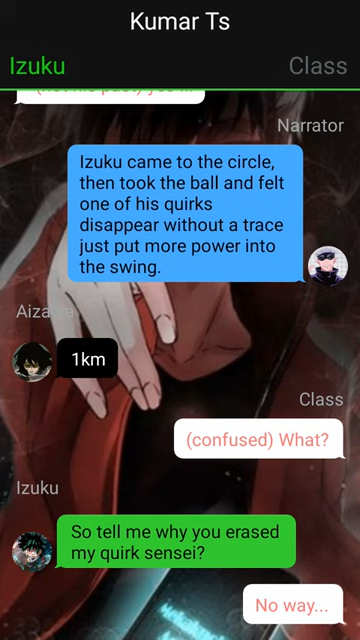 Kumar Ts
Izuku
Class
Narrator
Izuku came to the circle,
then took the ball and felt
one of his quirks
disappear without a trace
just put more power into
the swing.
Aizawa
1km
Class
(confused) What?
Izuku
So tell me why you erased
my quirk sensei?
No way...